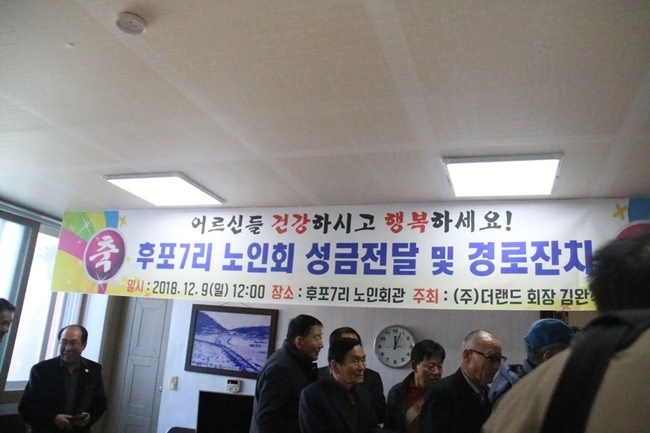 어르신들 건강하시고 행복하세요!
축 후포7리 노인회 성금전달 및 경로잔치
일시 : 2018. 12. 9(일) 12:00 장소 : 후포7리 노인회관 주최 : (주)더랜드 회장 김완